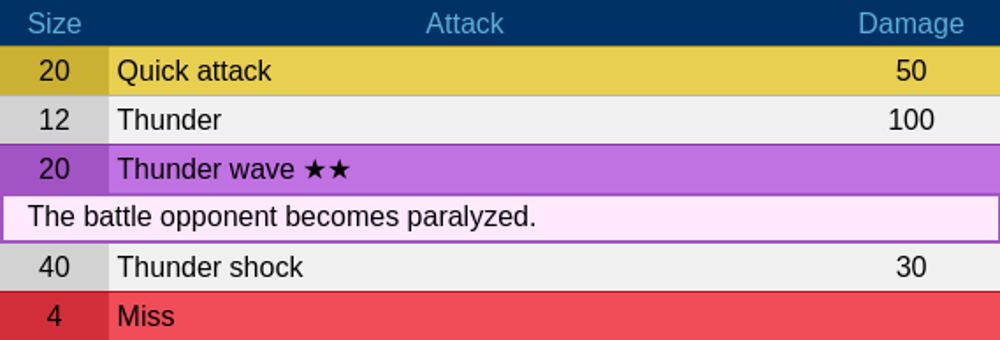 Size Attack Damage
20 Quick attack 50
12 Thunder 100
20 Thunder wave ★★
The battle opponent becomes paralyzed.
40 Thunder shock 30
4 Miss